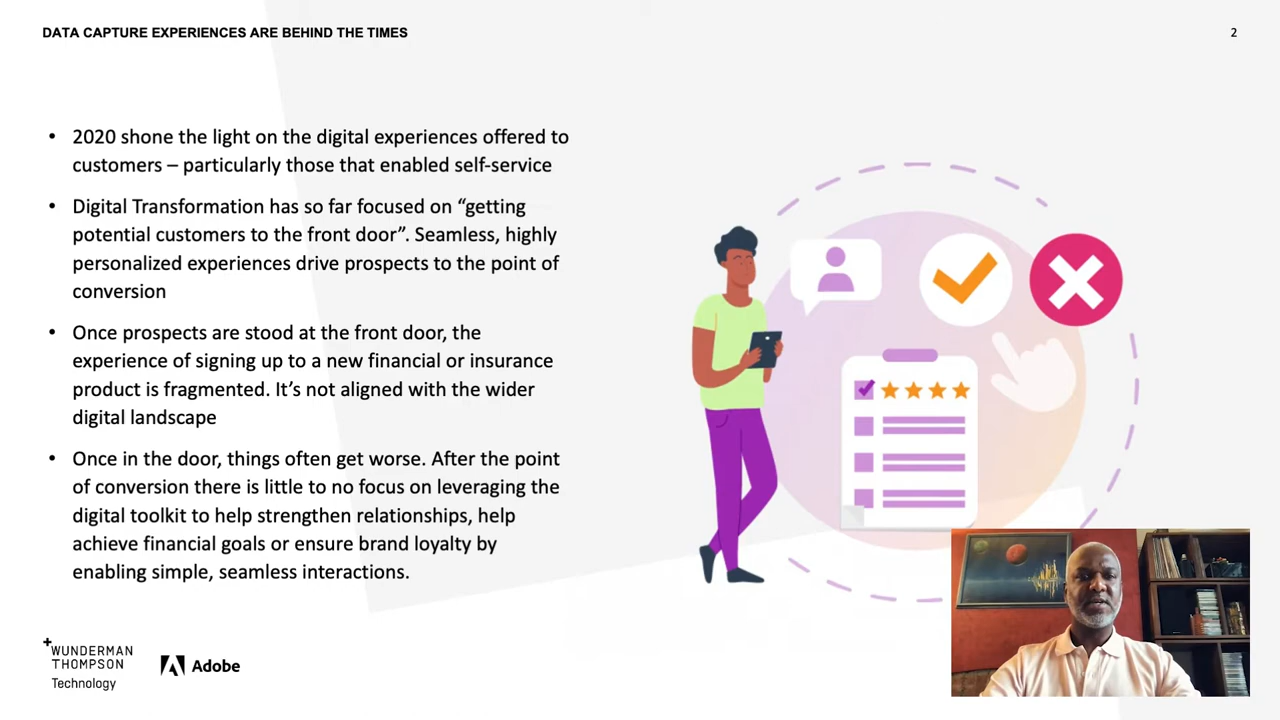 DATA CAPTURE EXPERIENCES ARE BEHIND THE TIMES
2
• 2020 shone the light on the digital experiences offered to
customers – particularly those that enabled self-service
• Digital Transformation has so far focused on “getting
potential customers to the front door”. Seamless, highly
personalized experiences drive prospects to the point of
conversion
• Once prospects are stood at the front door, the
experience of signing up to a new financial or insurance
product is fragmented. It’s not aligned with the wider
digital landscape
• Once in the door, things often get worse. After the point
of conversion there is little to no focus on leveraging the
digital toolkit to help strengthen relationships, help
achieve financial goals or ensure brand loyalty by
enabling simple, seamless interactions.
WUNDERMAN
THOMPSON
Technology
Adobe